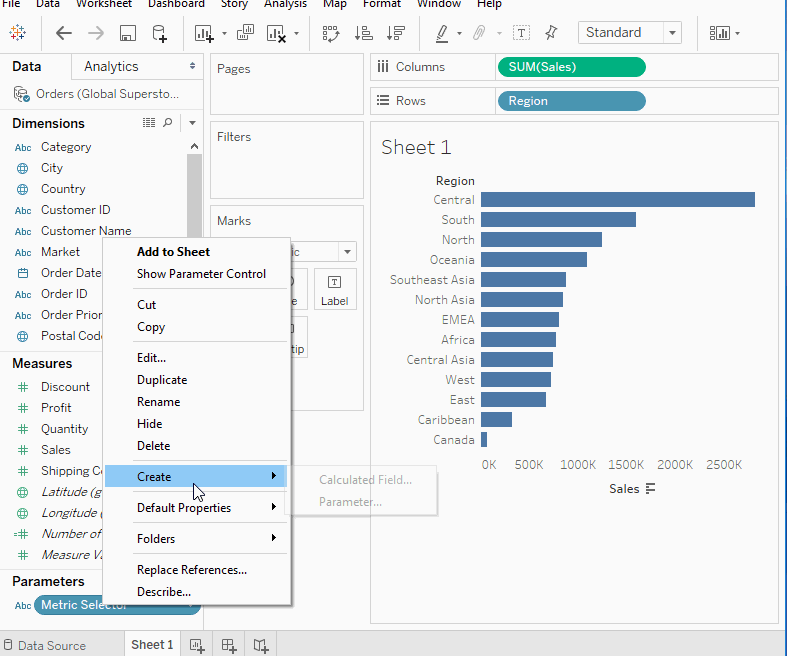 File Data Worksheet Dashboard Story Analysis Map Format Window Help
Standard
Data Analytics
Orders (Global Supersto...
Dimensions
Abc Category
City
Country
Abc Customer ID
Abc Customer Name
Abc Market
Order Date
Abc Order ID
Abc Order Prior
Postal Code
Measures
Discount
Profit
Quantity
Sales
Shipping Co
Latitude (g
Longitude (
Number of
Measure Va
Parameters
Abc Metric Selector
Pages
Filters
Marks
ic
e
Label
tip
Add to Sheet
Show Parameter Control
Cut
Copy
Edit...
Duplicate
Rename
Hide
Delete
Create
Default Properties
Folders
Replace References...
Describe...
Calculated Field...
Parameter...
Columns SUM(Sales)
Rows Region
Sheet 1
Region
Central
South
North
Oceania
Southeast Asia
North Asia
EMEA
Africa
Central Asia
West
East
Caribbean
Canada
0K 500K 1000K 1500K 2000K 2500K
Sales
Data Source Sheet 1